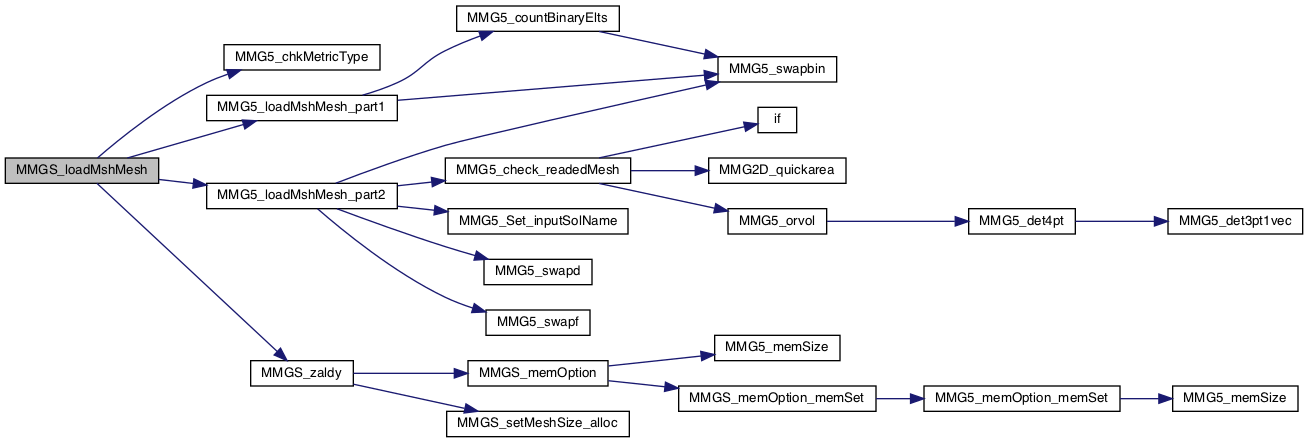 MMG5_countBinaryElts
MMG5_chkMetricType
MMG5_swapbin
MMG5_loadMshMesh_part1
if
MMGS_loadMshMesh
MMG5_check_readedMesh
MMG2D_quickarea
MMG5_loadMshMesh_part2
MMG5_Set_inputSolName
MMG5_orvol
MMG5_det4pt
MMG5_det3pt1vec
MMG5_swapd
MMG5_swapf
MMG5_memSize
MMGS_zaldy
MMGS_memOption
MMGS_memOption_memSet
MMG5_memOption_memSet
MMG5_memSize
MMGS_setMeshSize_alloc